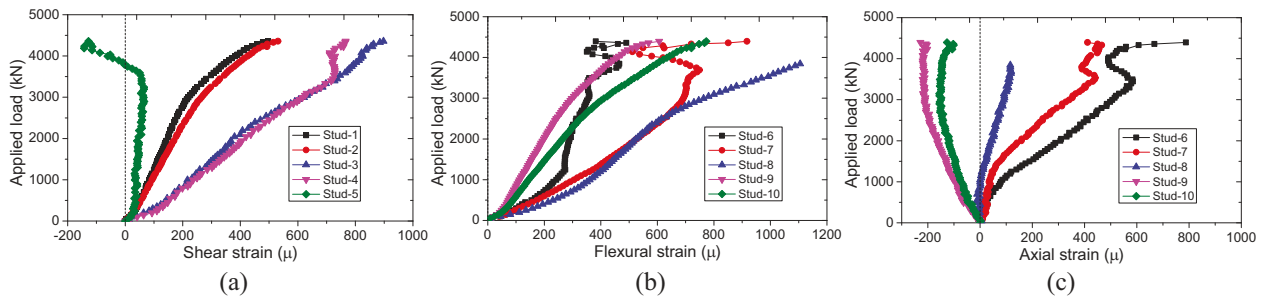 5000
4000
3000
2000
1000
0
Applied load (kN)
-200 0 200 400 600 800 1000
Shear strain (μ)
Stud-1
Stud-2
Stud-3
Stud-4
Stud-5
(a)
5000
4000
3000
2000
1000
0
Applied load (kN)
0 200 400 600 800 1000 1200
Flexural strain (μ)
Stud-6
Stud-7
Stud-8
Stud-9
Stud-10
(b)
5000
4000
3000
2000
1000
0
Applied load (kN)
-200 0 200 400 600 800 1000
Axial strain (μ)
Stud-6
Stud-7
Stud-8
Stud-9
Stud-10
(c)